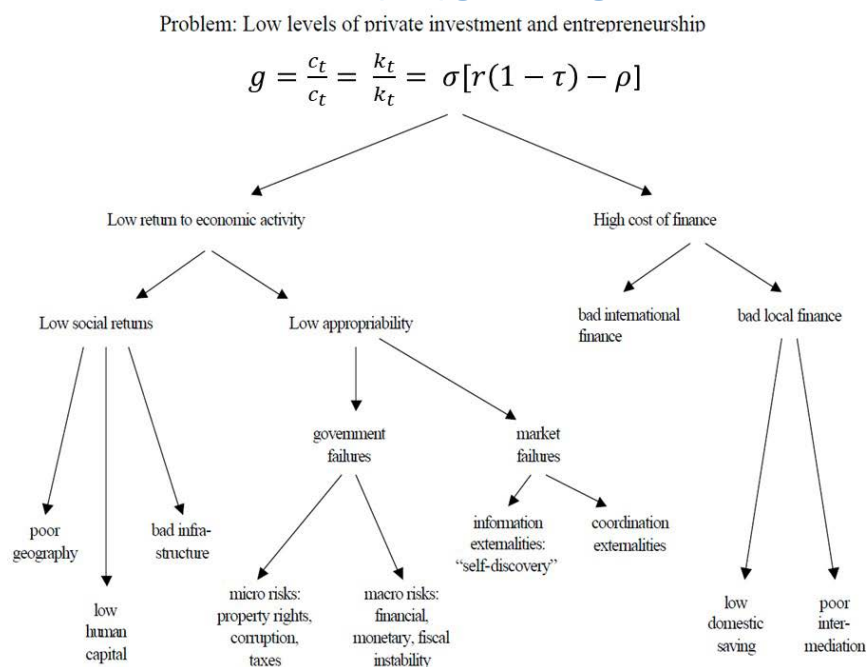 Problem: Low levels of private investment and entrepreneurship
g = c_t/c_t = k_t/k_t = σ[r(1 − τ) − ρ]
Low return to economic activity
High cost of finance
Low social returns
Low appropriability
bad international
finance
bad local finance
government
failures
market
failures
poor
geography
bad infra-
structure
information
externalities:
“self-discovery”
coordination
externalities
low
human
capital
micro risks:
property rights,
corruption,
taxes
macro risks:
financial,
monetary, fiscal
instability
low
domestic
saving
poor
inter-
mediation